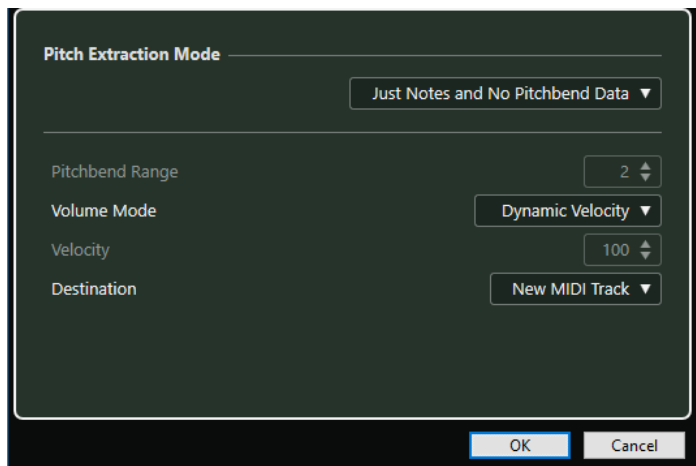 Pitch Extraction Mode
Just Notes and No Pitchbend Data
Pitchbend Range 2
Volume Mode Dynamic Velocity
Velocity 100
Destination New MIDI Track
OK Cancel